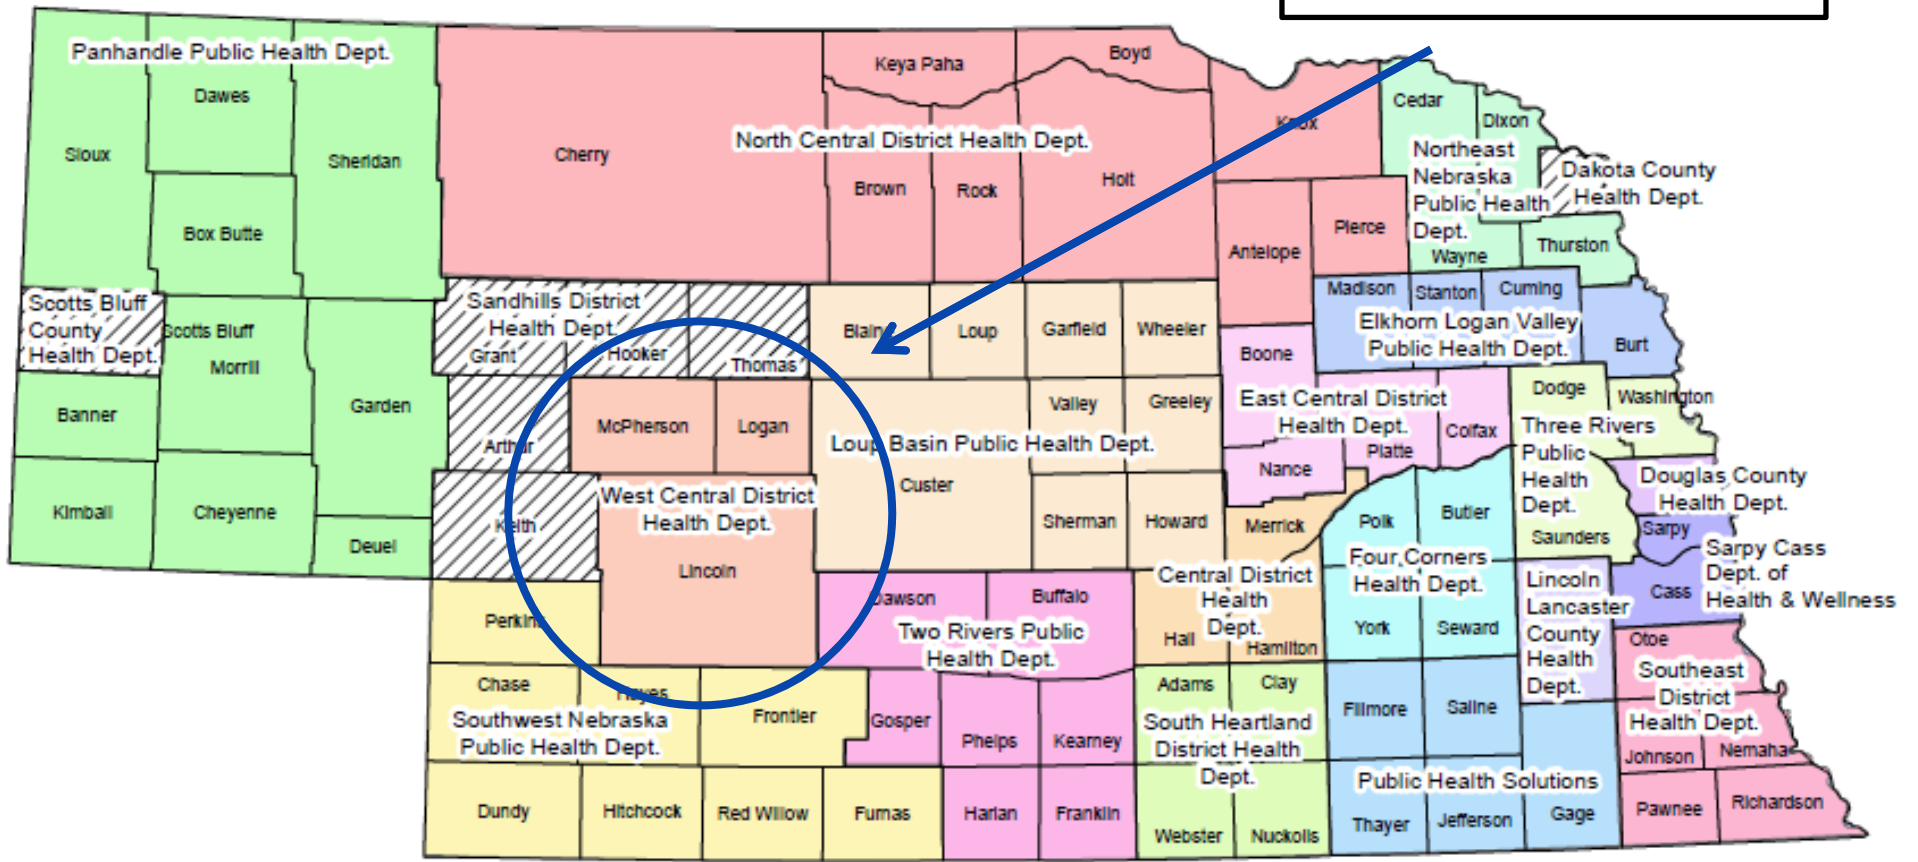 Panhandle Public Health Dept.
Sioux
Dawes
Sheridan
Box Butte
Scotts Bluff
County
Health Dept.
Scotts Bluff
Morrill
Banner
Garden
Kimball
Cheyenne
Deuel
Cherry
Keya Paha
Boyd
North Central District Health Dept.
Brown
Rock
Holt
Knox
Antelope
Pierce
Cedar
Dixon
Northeast
Nebraska
Public Health
Dept.
Wayne
Thurston
Dakota County
Health Dept.
Sandhills District
Health Dept.
Grant
Hooker
Thomas
Arthur
Keith
McPherson
Logan
West Central District
Health Dept.
Lincoln
Blaine
Loup
Garfield
Wheeler
Valley
Greeley
Loup Basin Public Health Dept.
Custer
Sherman
Howard
Madison
Stanton
Cuming
Elkhorn Logan Valley
Public Health Dept.
Burt
Boone
East Central District
Health Dept.
Colfax
Platte
Nance
Dodge
Washington
Three Rivers
Public
Health
Dept.
Saunders
Douglas County
Health Dept.
Sarpy
Sarpy Cass
Dept. of
Health & Wellness
Cass
Merrick
Central District
Health
Dept.
Hall
Hamilton
Polk
Butler
Four Corners
Health Dept.
York
Seward
Lincoln
Lancaster
County
Health
Dept.
Otoe
Southeast
District
Health Dept.
Johnson
Nemaha
Pawnee
Richardson
Perkins
Chase
Hayes
Frontier
Southwest Nebraska
Public Health Dept.
Dundy
Hitchcock
Red Willow
Furnas
Dawson
Buffalo
Two Rivers Public
Health Dept.
Gosper
Phelps
Kearney
Harlan
Franklin
Adams
Clay
South Heartland
District Health
Dept.
Webster
Nuckolls
Fillmore
Saline
Public Health Solutions
Thayer
Jefferson
Gage